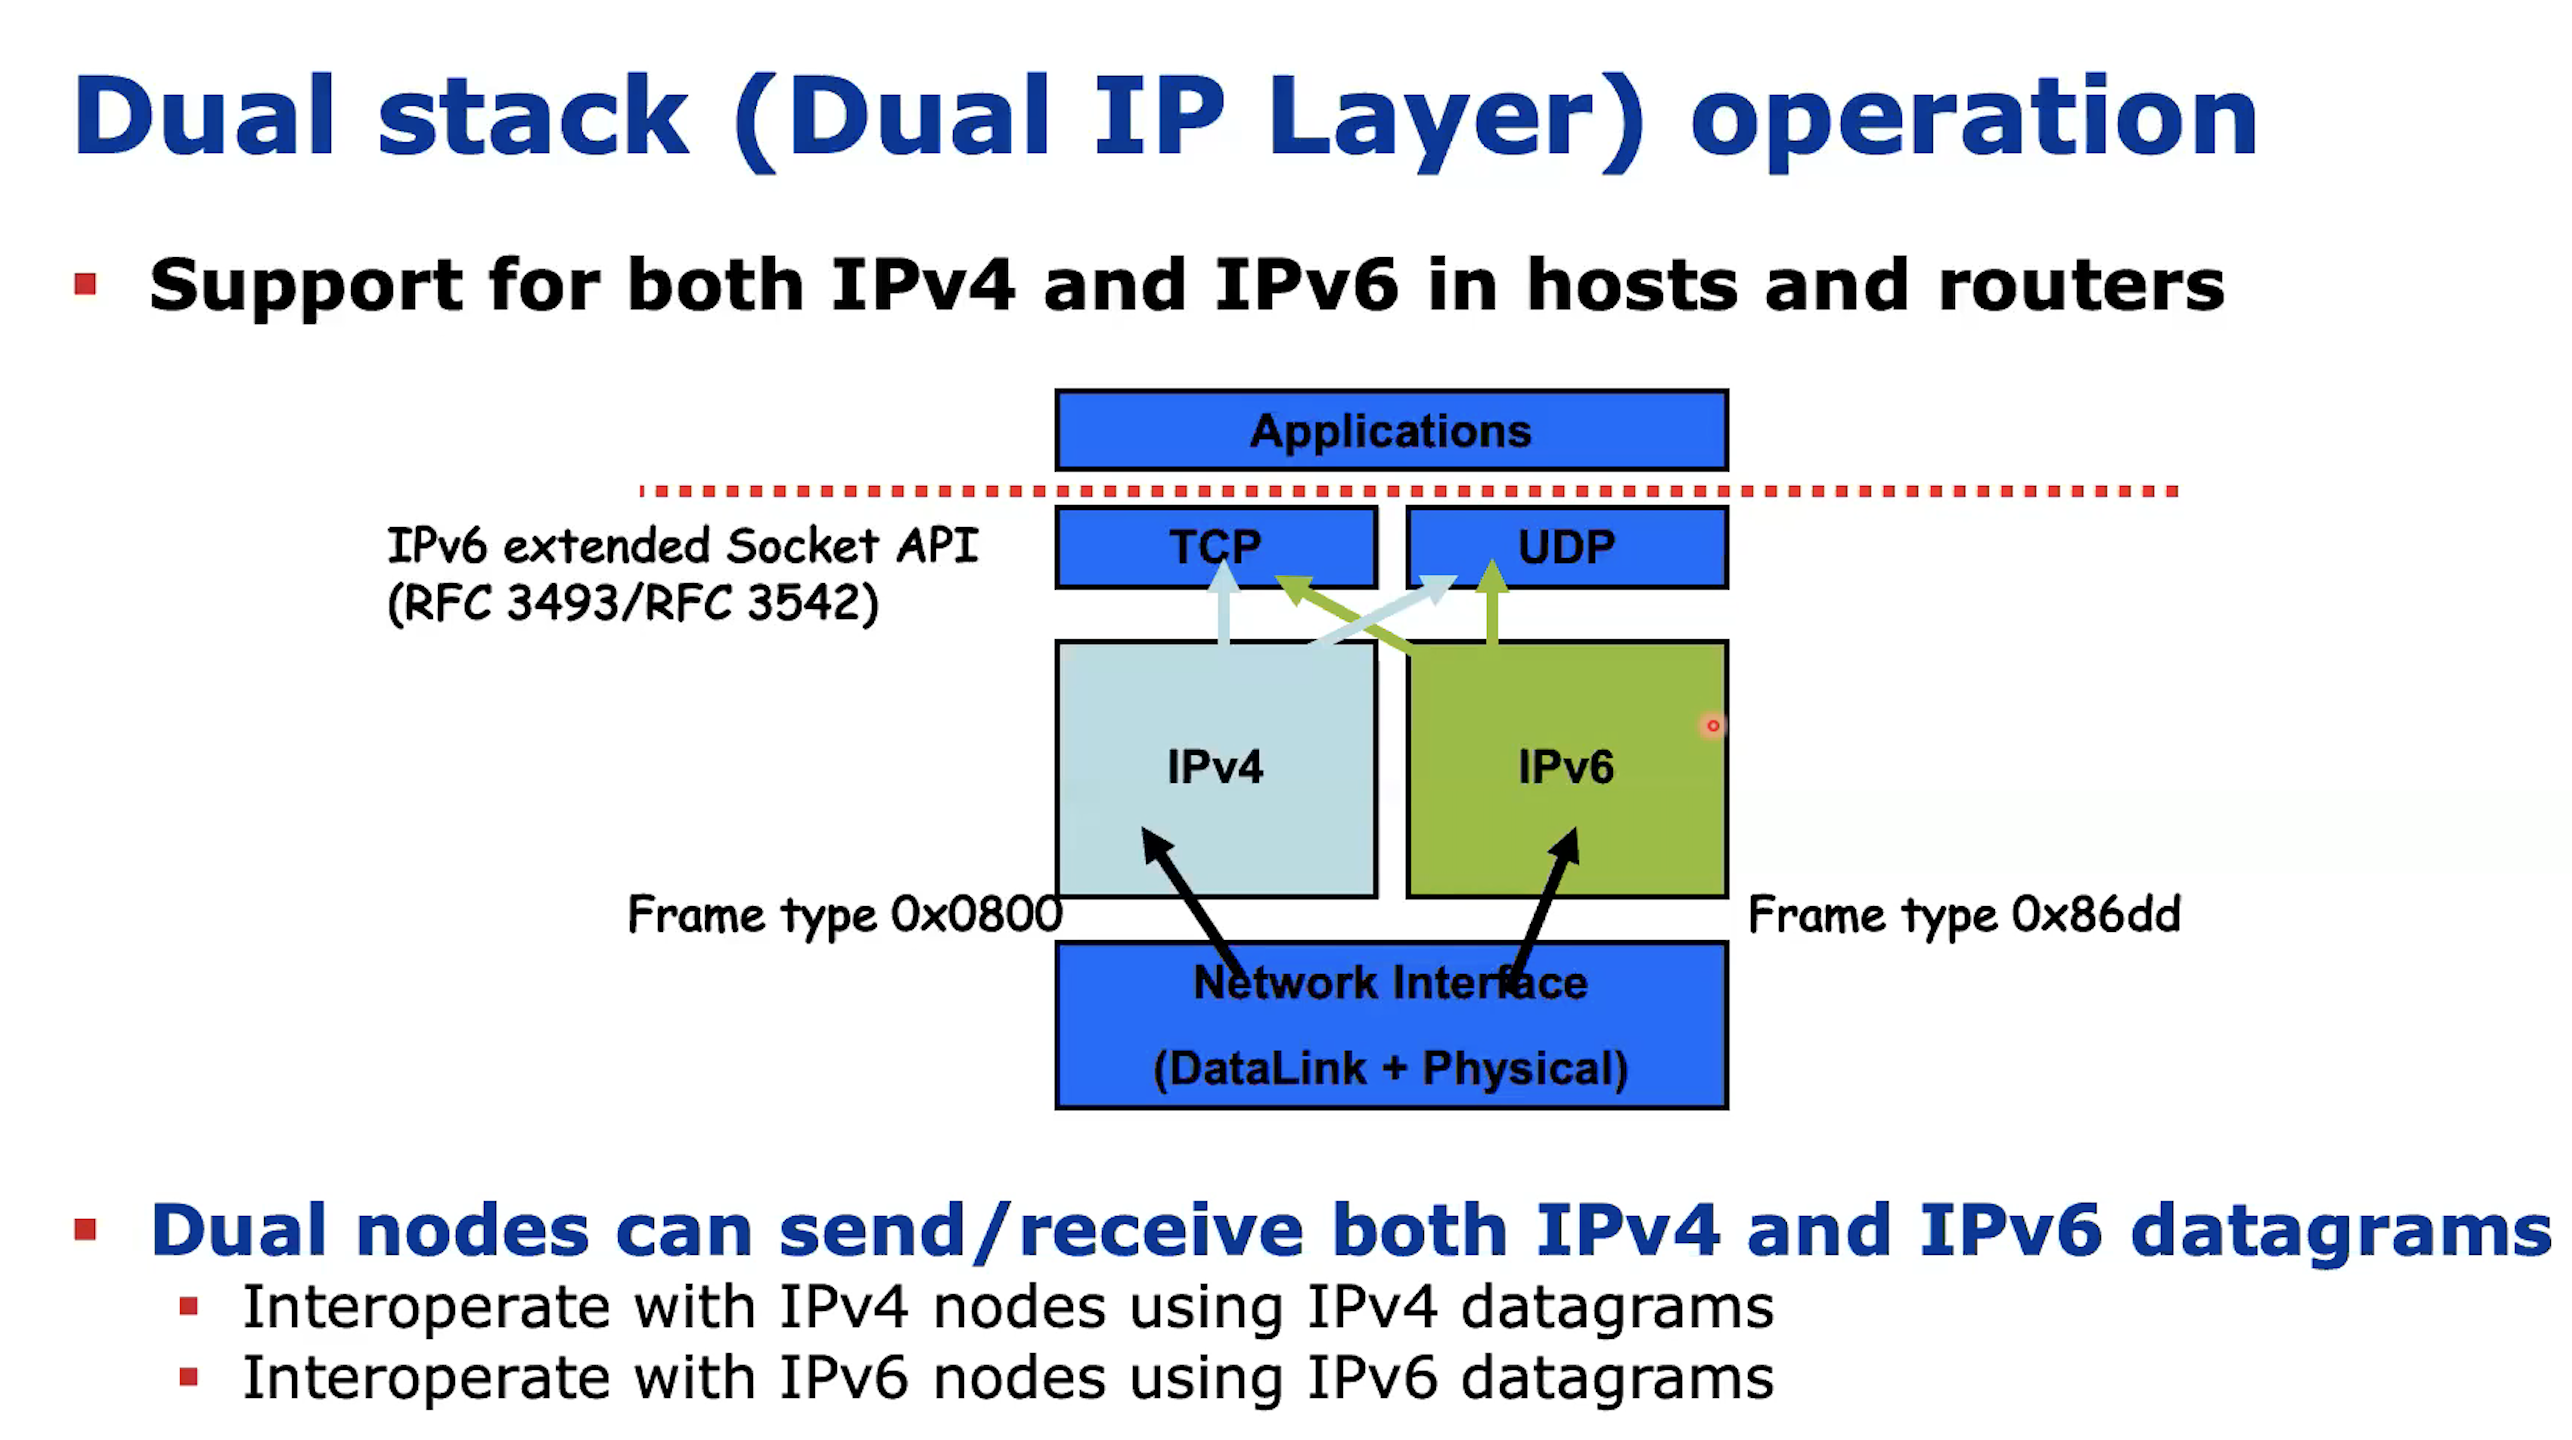 Dual stack (Dual IP Layer) operation
Support for both IPv4 and IPv6 in hosts and routers
Applications
IPv6 extended Socket API
(RFC 3493/RFC 3542)
TCP
UDP
IPv4
IPv6
Frame type 0x0800
Frame type 0x86dd
Network Interface
(DataLink + Physical)
Dual nodes can send/receive both IPv4 and IPv6 datagrams
Interoperate with IPv4 nodes using IPv4 datagrams
Interoperate with IPv6 nodes using IPv6 datagrams